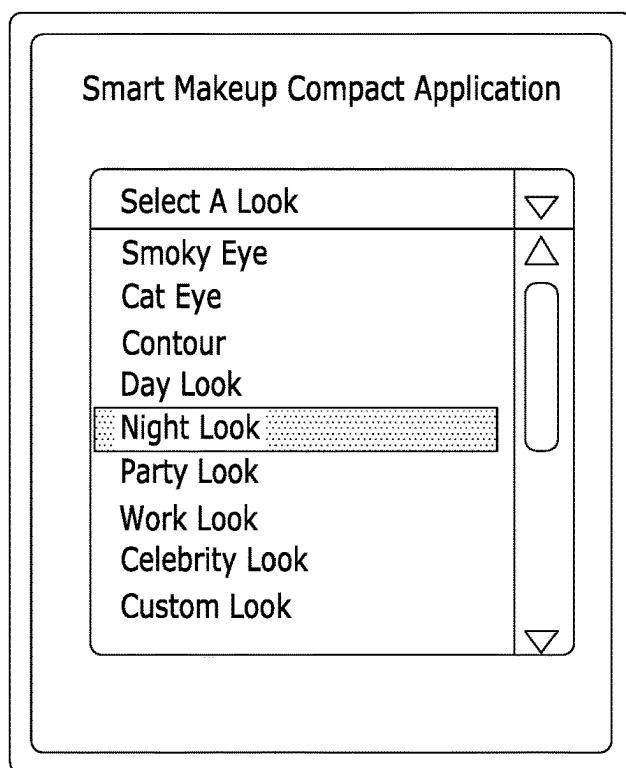 Smart Makeup Compact Application
Select A Look
Smoky Eye
Cat Eye
Contour
Day Look
Night Look
Party Look
Work Look
Celebrity Look
Custom Look